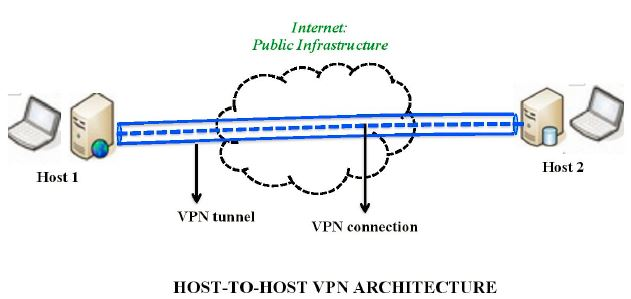 Internet:
Public Infrastructure
Host 1
Host 2
VPN tunnel
VPN connection
HOST-TO-HOST VPN ARCHITECTURE